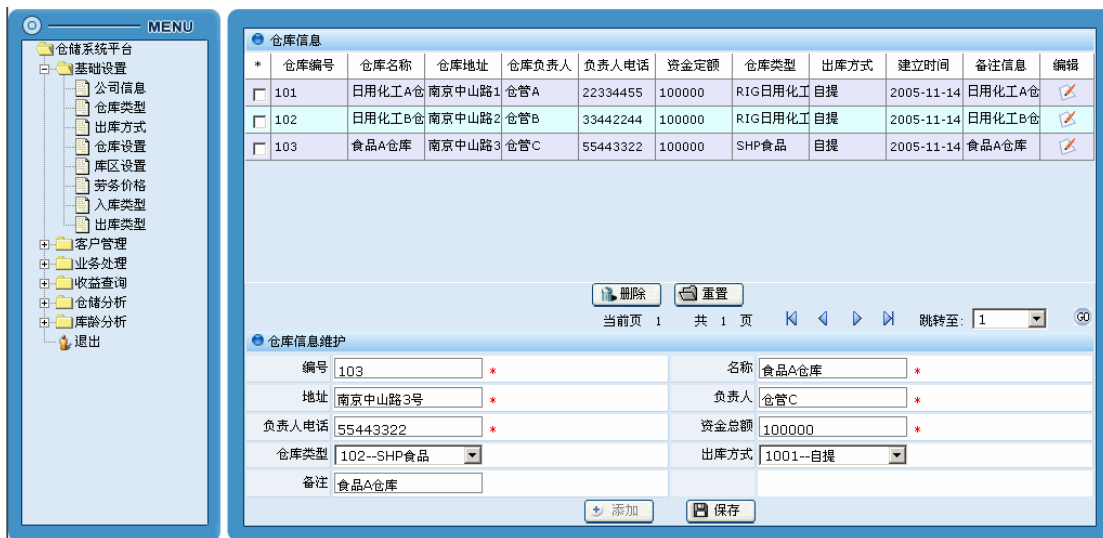 MENU
仓储系统平台
基础设置
公司信息
仓库类型
出库方式
仓库设置
库区设置
劳务价格
入库类型
出库类型
客户管理
业务处理
收益查询
仓储分析
库龄分析
退出
仓库信息
* 仓库编号 仓库名称 仓库地址 仓库负责人 负责人电话 资金定额 仓库类型 出库方式 建立时间 备注信息 编辑
101 日用化工A仓 南京中山路1 仓管A 22334455 100000 RIG日用化工 自提 2005-11-14 日用化工A仓
102 日用化工B仓 南京中山路2 仓管B 33442244 100000 RIG日用化工 自提 2005-11-14 日用化工B仓
103 食品A仓库 南京中山路3 仓管C 55443322 100000 SHP食品 自提 2005-11-14 食品A仓库
删除 重置
当前页 1 共 1 页 跳转至: 1 GO
仓库信息维护
编号 103 * 名称 食品A仓库 *
地址 南京中山路3号 * 负责人 仓管C *
负责人电话 55443322 * 资金总额 100000 *
仓库类型 102--SHP食品 出库方式 1001--自提
备注 食品A仓库
添加 保存